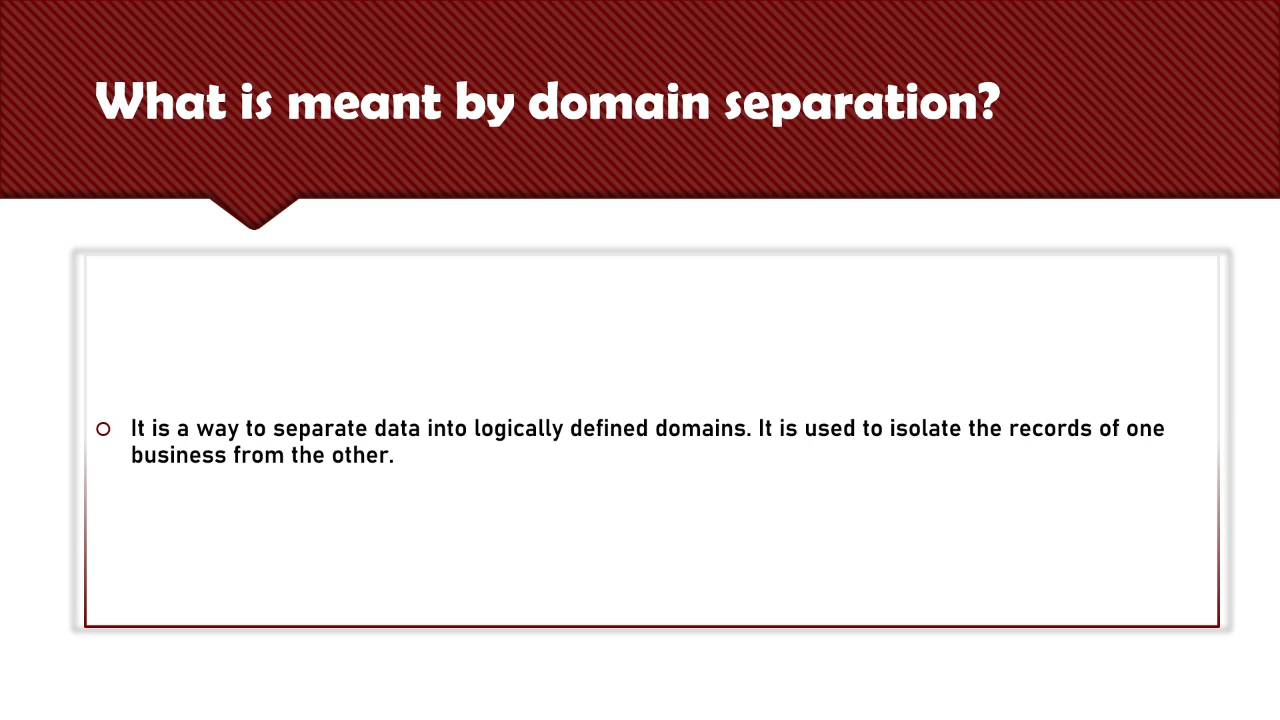 What is meant by domain separation?
It is a way to separate data into logically defined domains. It is used to isolate the records of one
business from the other.